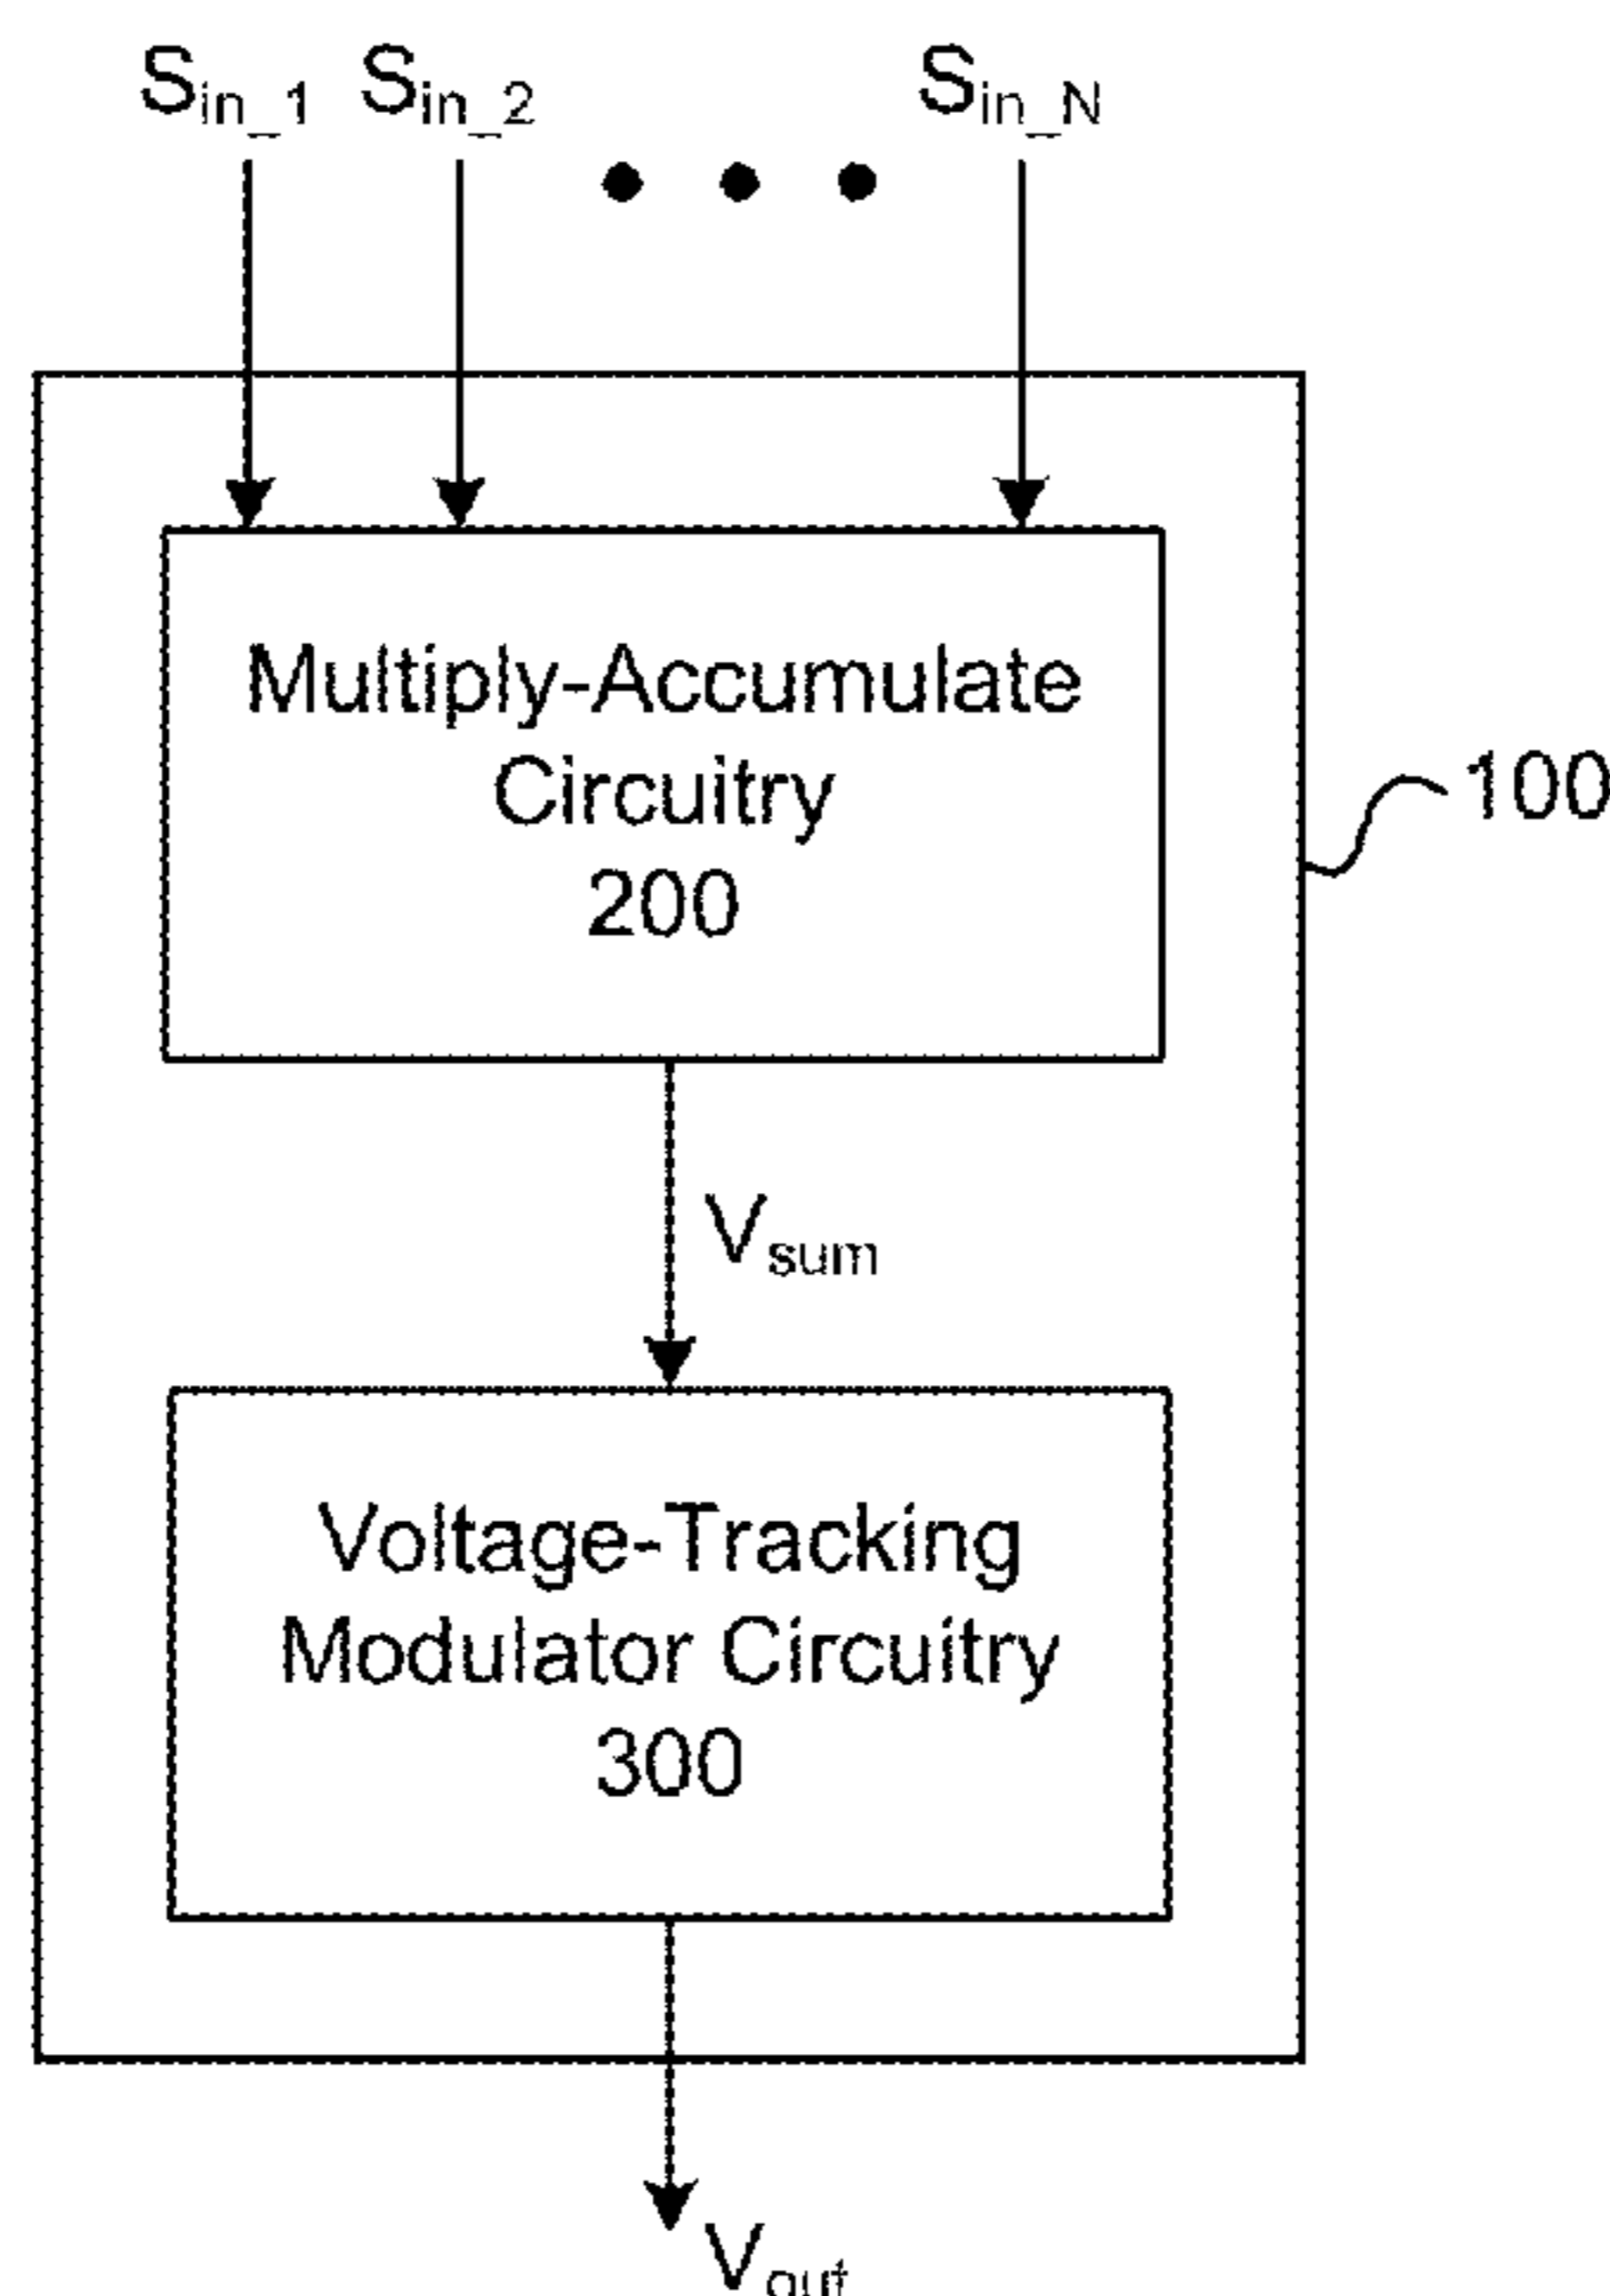 Sin_1 Sin_2 Sin_N
Multiply-Accumulate
Circuitry
200
100
Vsum
Voltage-Tracking
Modulator Circuitry
300
Vout